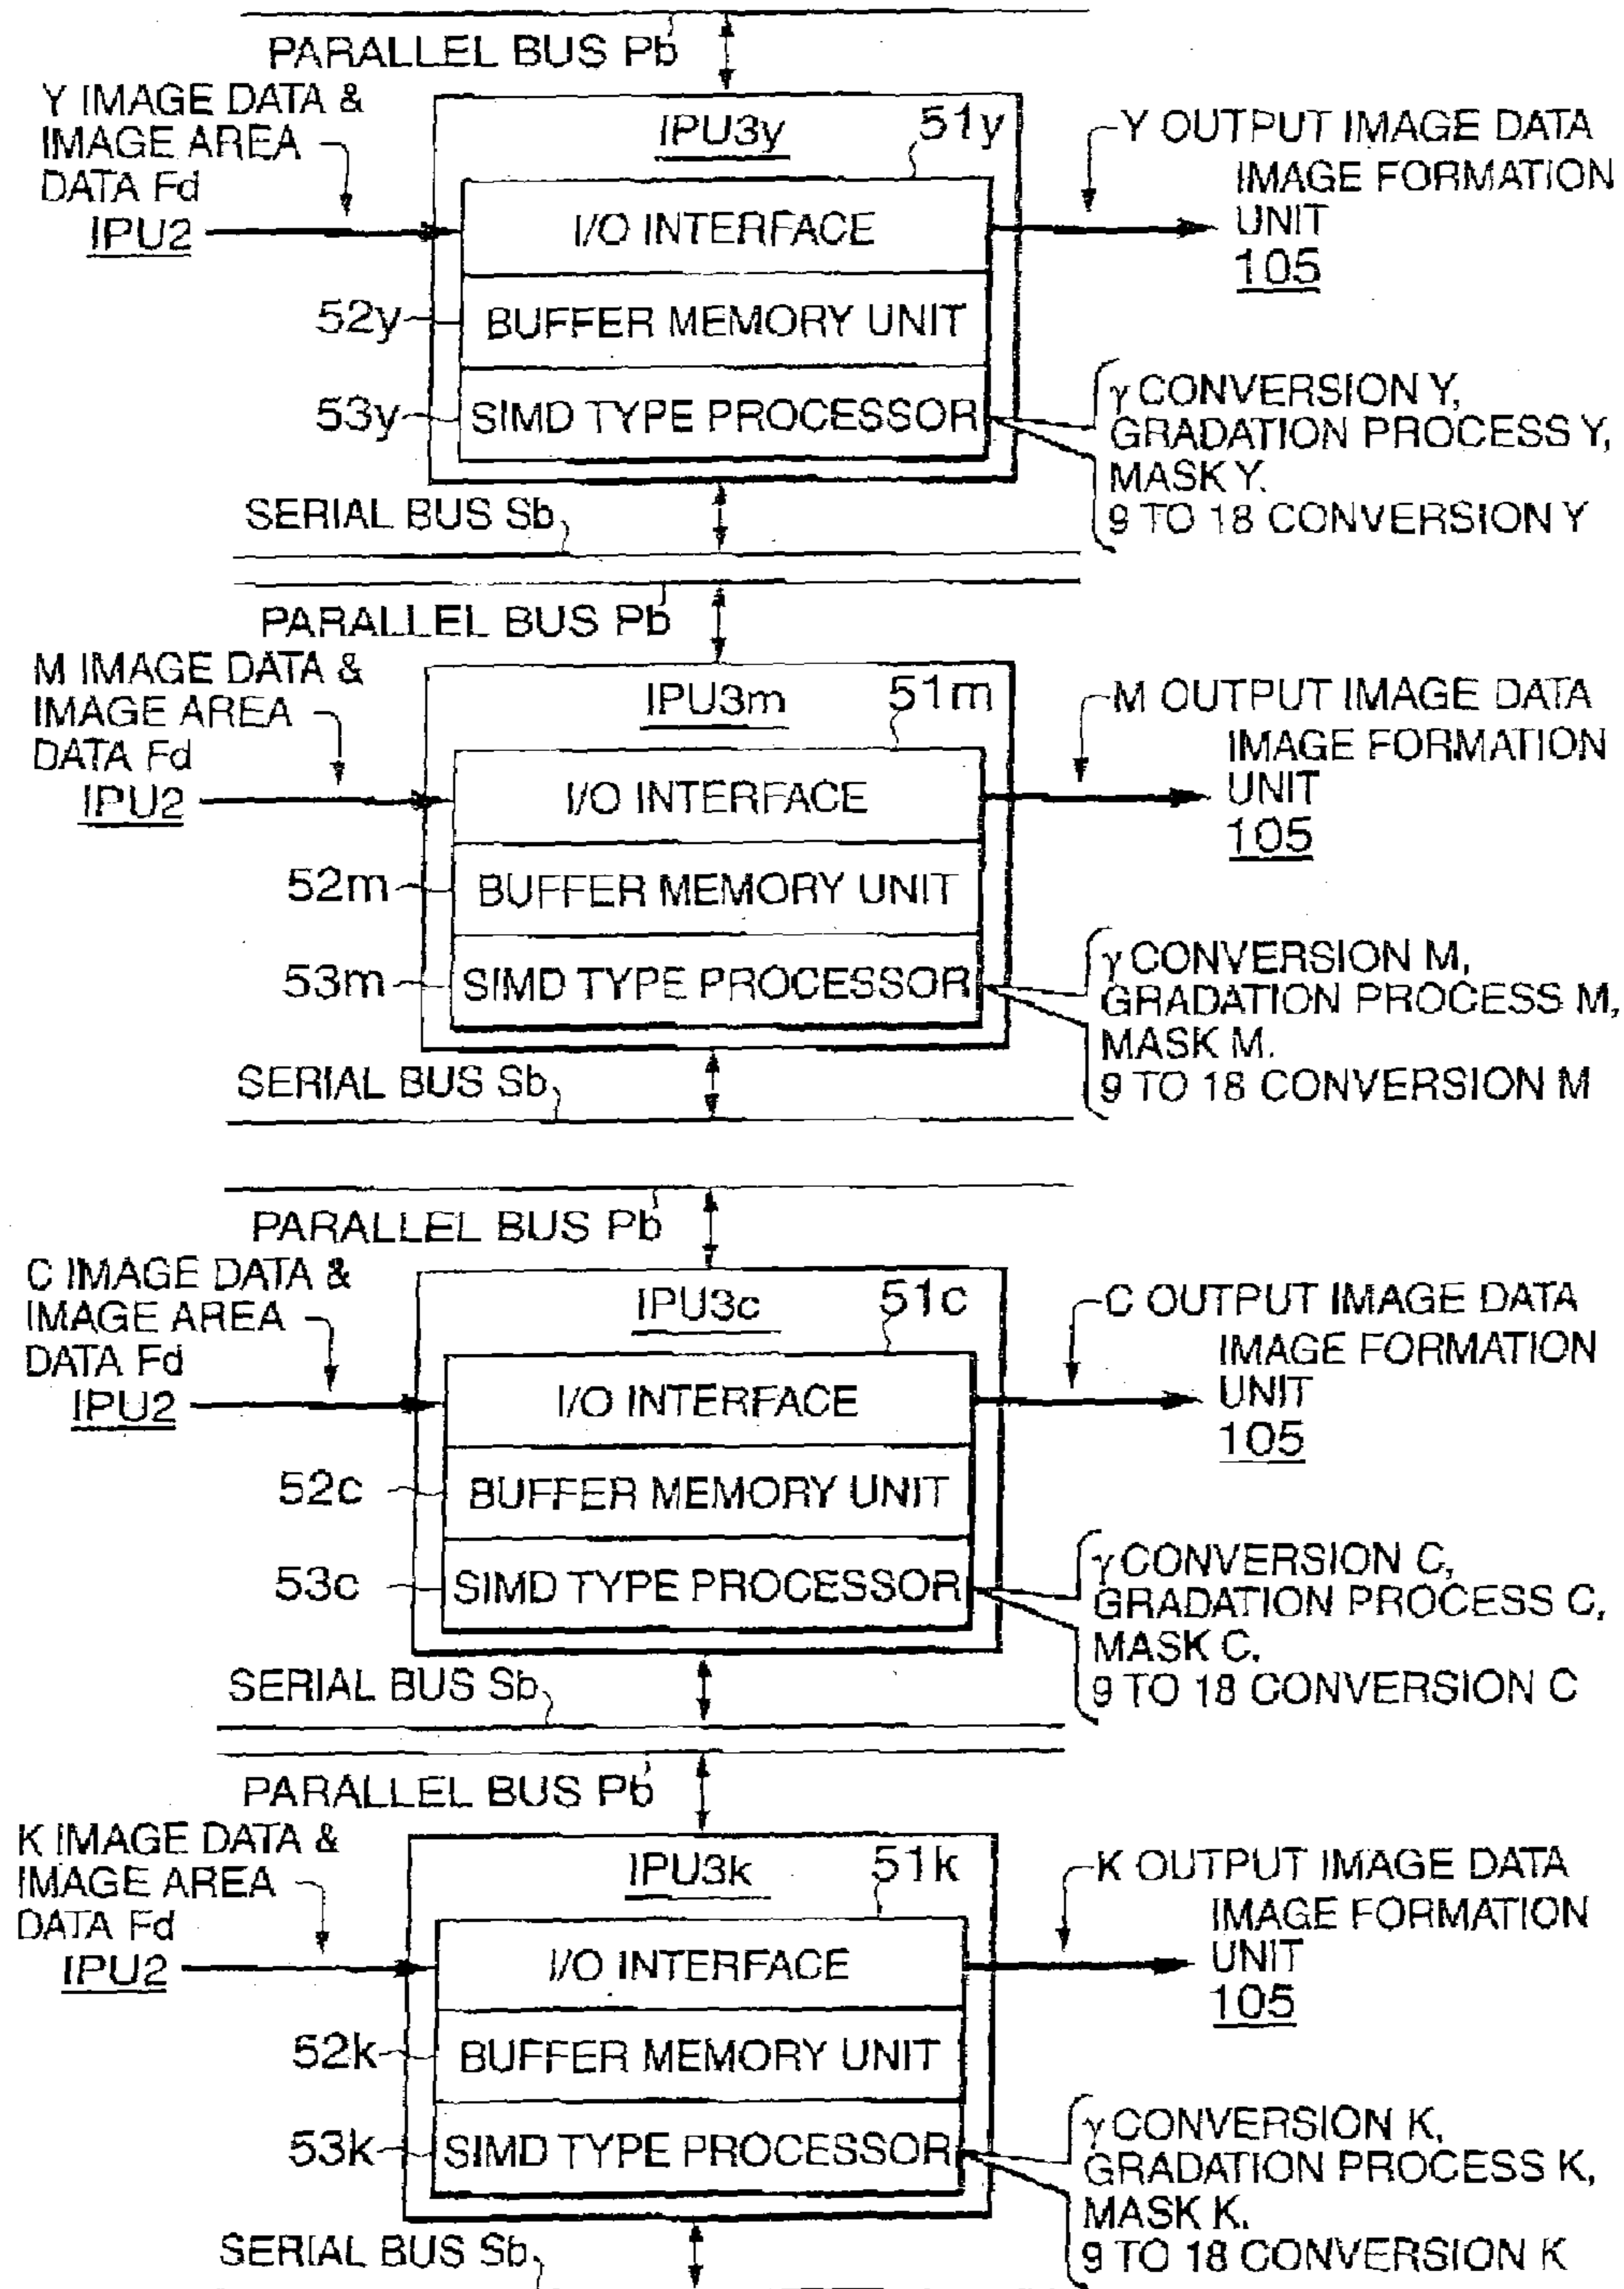 PARALLEL BUS Pb
Y IMAGE DATA &
IMAGE AREA
DATA Fd
IPU2
IPU3y
51y
I/O INTERFACE
52y
BUFFER MEMORY UNIT
53y
SIMD TYPE PROCESSOR
Y OUTPUT IMAGE DATA
IMAGE FORMATION
UNIT
105
γ CONVERSION Y,
GRADATION PROCESS Y,
MASK Y.
9 TO 18 CONVERSION Y
SERIAL BUS Sb
PARALLEL BUS Pb
M IMAGE DATA &
IMAGE AREA
DATA Fd
IPU2
IPU3m
51m
I/O INTERFACE
52m
BUFFER MEMORY UNIT
53m
SIMD TYPE PROCESSOR
M OUTPUT IMAGE DATA
IMAGE FORMATION
UNIT
105
γ CONVERSION M,
GRADATION PROCESS M,
MASK M.
9 TO 18 CONVERSION M
SERIAL BUS Sb
PARALLEL BUS Pb
C IMAGE DATA &
IMAGE AREA
DATA Fd
IPU2
IPU3c
51c
I/O INTERFACE
52c
BUFFER MEMORY UNIT
53c
SIMD TYPE PROCESSOR
C OUTPUT IMAGE DATA
IMAGE FORMATION
UNIT
105
γ CONVERSION C,
GRADATION PROCESS C,
MASK C.
9 TO 18 CONVERSION C
SERIAL BUS Sb
PARALLEL BUS Pb
K IMAGE DATA &
IMAGE AREA
DATA Fd
IPU2
IPU3k
51k
I/O INTERFACE
52k
BUFFER MEMORY UNIT
53k
SIMD TYPE PROCESSOR
K OUTPUT IMAGE DATA
IMAGE FORMATION
UNIT
105
γ CONVERSION K,
GRADATION PROCESS K,
MASK K.
9 TO 18 CONVERSION K
SERIAL BUS Sb